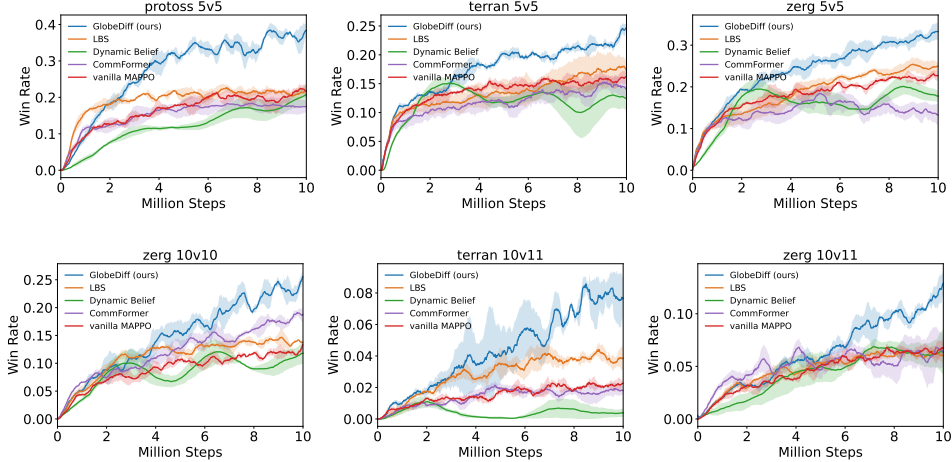 protoss 5v5
GlobeDiff (ours)
LBS
Dynamic Belief
CommFormer
vanilla MAPPO
Win Rate
0.4
0.3
0.2
0.1
0.0
0 2 4 6 8 10
Million Steps
terran 5v5
GlobeDiff (ours)
LBS
Dynamic Belief
CommFormer
vanilla MAPPO
Win Rate
0.25
0.20
0.15
0.10
0.05
0.00
0 2 4 6 8 10
Million Steps
zerg 5v5
GlobeDiff (ours)
LBS
Dynamic Belief
CommFormer
vanilla MAPPO
Win Rate
0.3
0.2
0.1
0.0
0 2 4 6 8 10
Million Steps
zerg 10v10
GlobeDiff (ours)
LBS
Dynamic Belief
CommFormer
vanilla MAPPO
Win Rate
0.25
0.20
0.15
0.10
0.05
0.00
0 2 4 6 8 10
Million Steps
terran 10v11
GlobeDiff (ours)
LBS
Dynamic Belief
CommFormer
vanilla MAPPO
Win Rate
0.08
0.06
0.04
0.02
0.00
0 2 4 6 8 10
Million Steps
zerg 10v11
GlobeDiff (ours)
LBS
Dynamic Belief
CommFormer
vanilla MAPPO
Win Rate
0.10
0.05
0.00
0 2 4 6 8 10
Million Steps